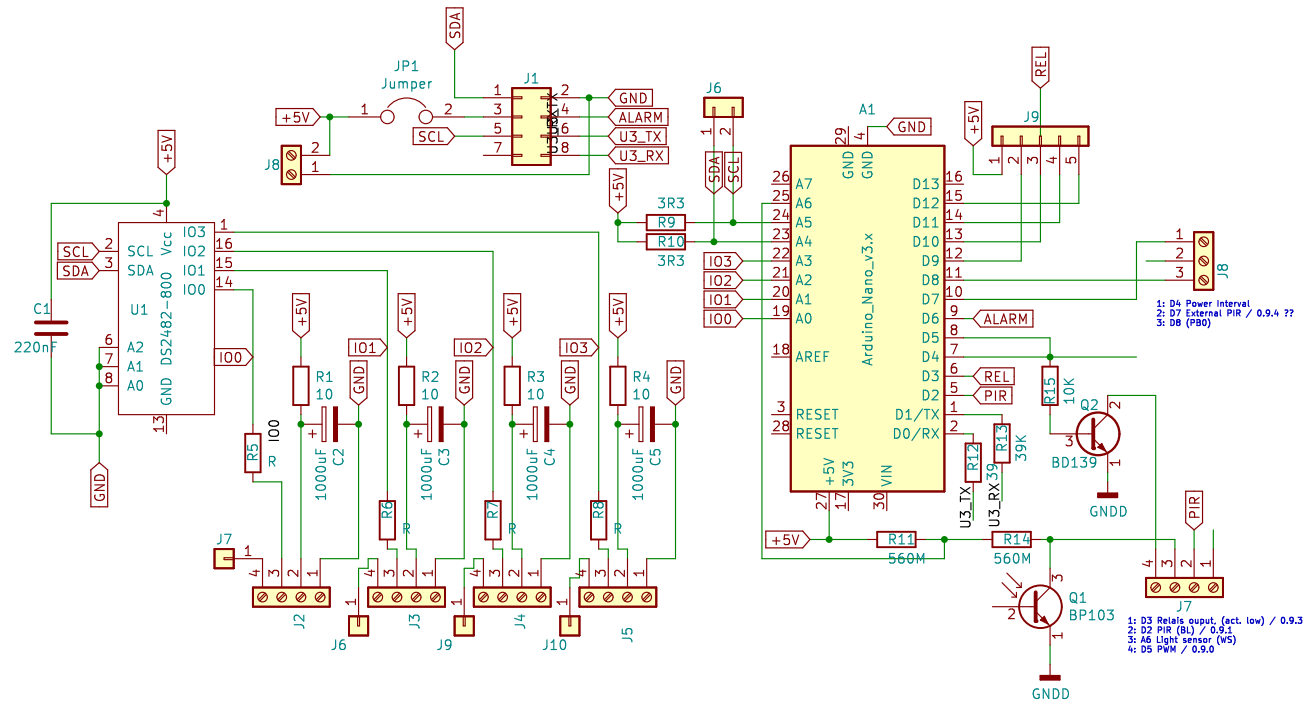 SDA
JP1
Jumper
1
2
+5V
J8
2
1
J1
1
2
3
4
5
6
7
8
SCL
GND
ALARM
U3_TX
U3_RX
J6
1
2
SDA
SCL
+5V
3R3
R9
R10
3R3
A1
GND
29
4
GND
GND
REL
+5V
J9
1
2
3
4
5
26
A7
25
A6
24
A5
23
A4
IO3
22
A3
IO2
21
A2
IO1
20
A1
IO0
19
A0
18
AREF
3
RESET
28
RESET
Arduino_Nano_v3.x
D13
16
D12
15
D11
14
D10
13
D9
12
D8
11
D7
10
D6
9
ALARM
D5
8
D4
7
D3
6
REL
D2
5
PIR
D1/TX
1
D0/RX
2
+5V
3V3
VIN
27
17
30
1
2
3
J8
1: D4 Power Interval
2: D7 External PIR / 0.9.4 ??
3: D8 (PB0)
R15
10K
Q2
2
3
1
BD139
GNDD
R12
39
R13
39K
U3_TX
U3_RX
+5V
R11
560M
R14
560M
Q1
BP103
3
2
1
GNDD
PIR
4
3
2
1
J7
1: D3 Relais ouput, (act. low) / 0.9.3
2: D2 PIR (BL) / 0.9.1
3: A6 Light sensor (WS)
4: D5 PWM / 0.9.0
+5V
4
Vcc
SCL
2
SCL
SDA
3
SDA
IO3
1
IO2
16
IO1
15
IO0
14
U1
DS2482-800
C1
220nF
6
A2
7
A1
8
A0
GND
13
GND
IO0
IO0
R5
R
+5V
R1
10
GND
1000uF
C2
IO1
+5V
R2
10
GND
1000uF
C3
IO2
+5V
R3
10
GND
1000uF
C4
IO3
+5V
R4
10
GND
1000uF
C5
R6
R
R7
R
R8
R
J7
1
4
3
2
1
J2
J6
1
4
3
2
1
J3
J9
1
4
3
2
1
J4
J10
1
4
3
2
1
J5